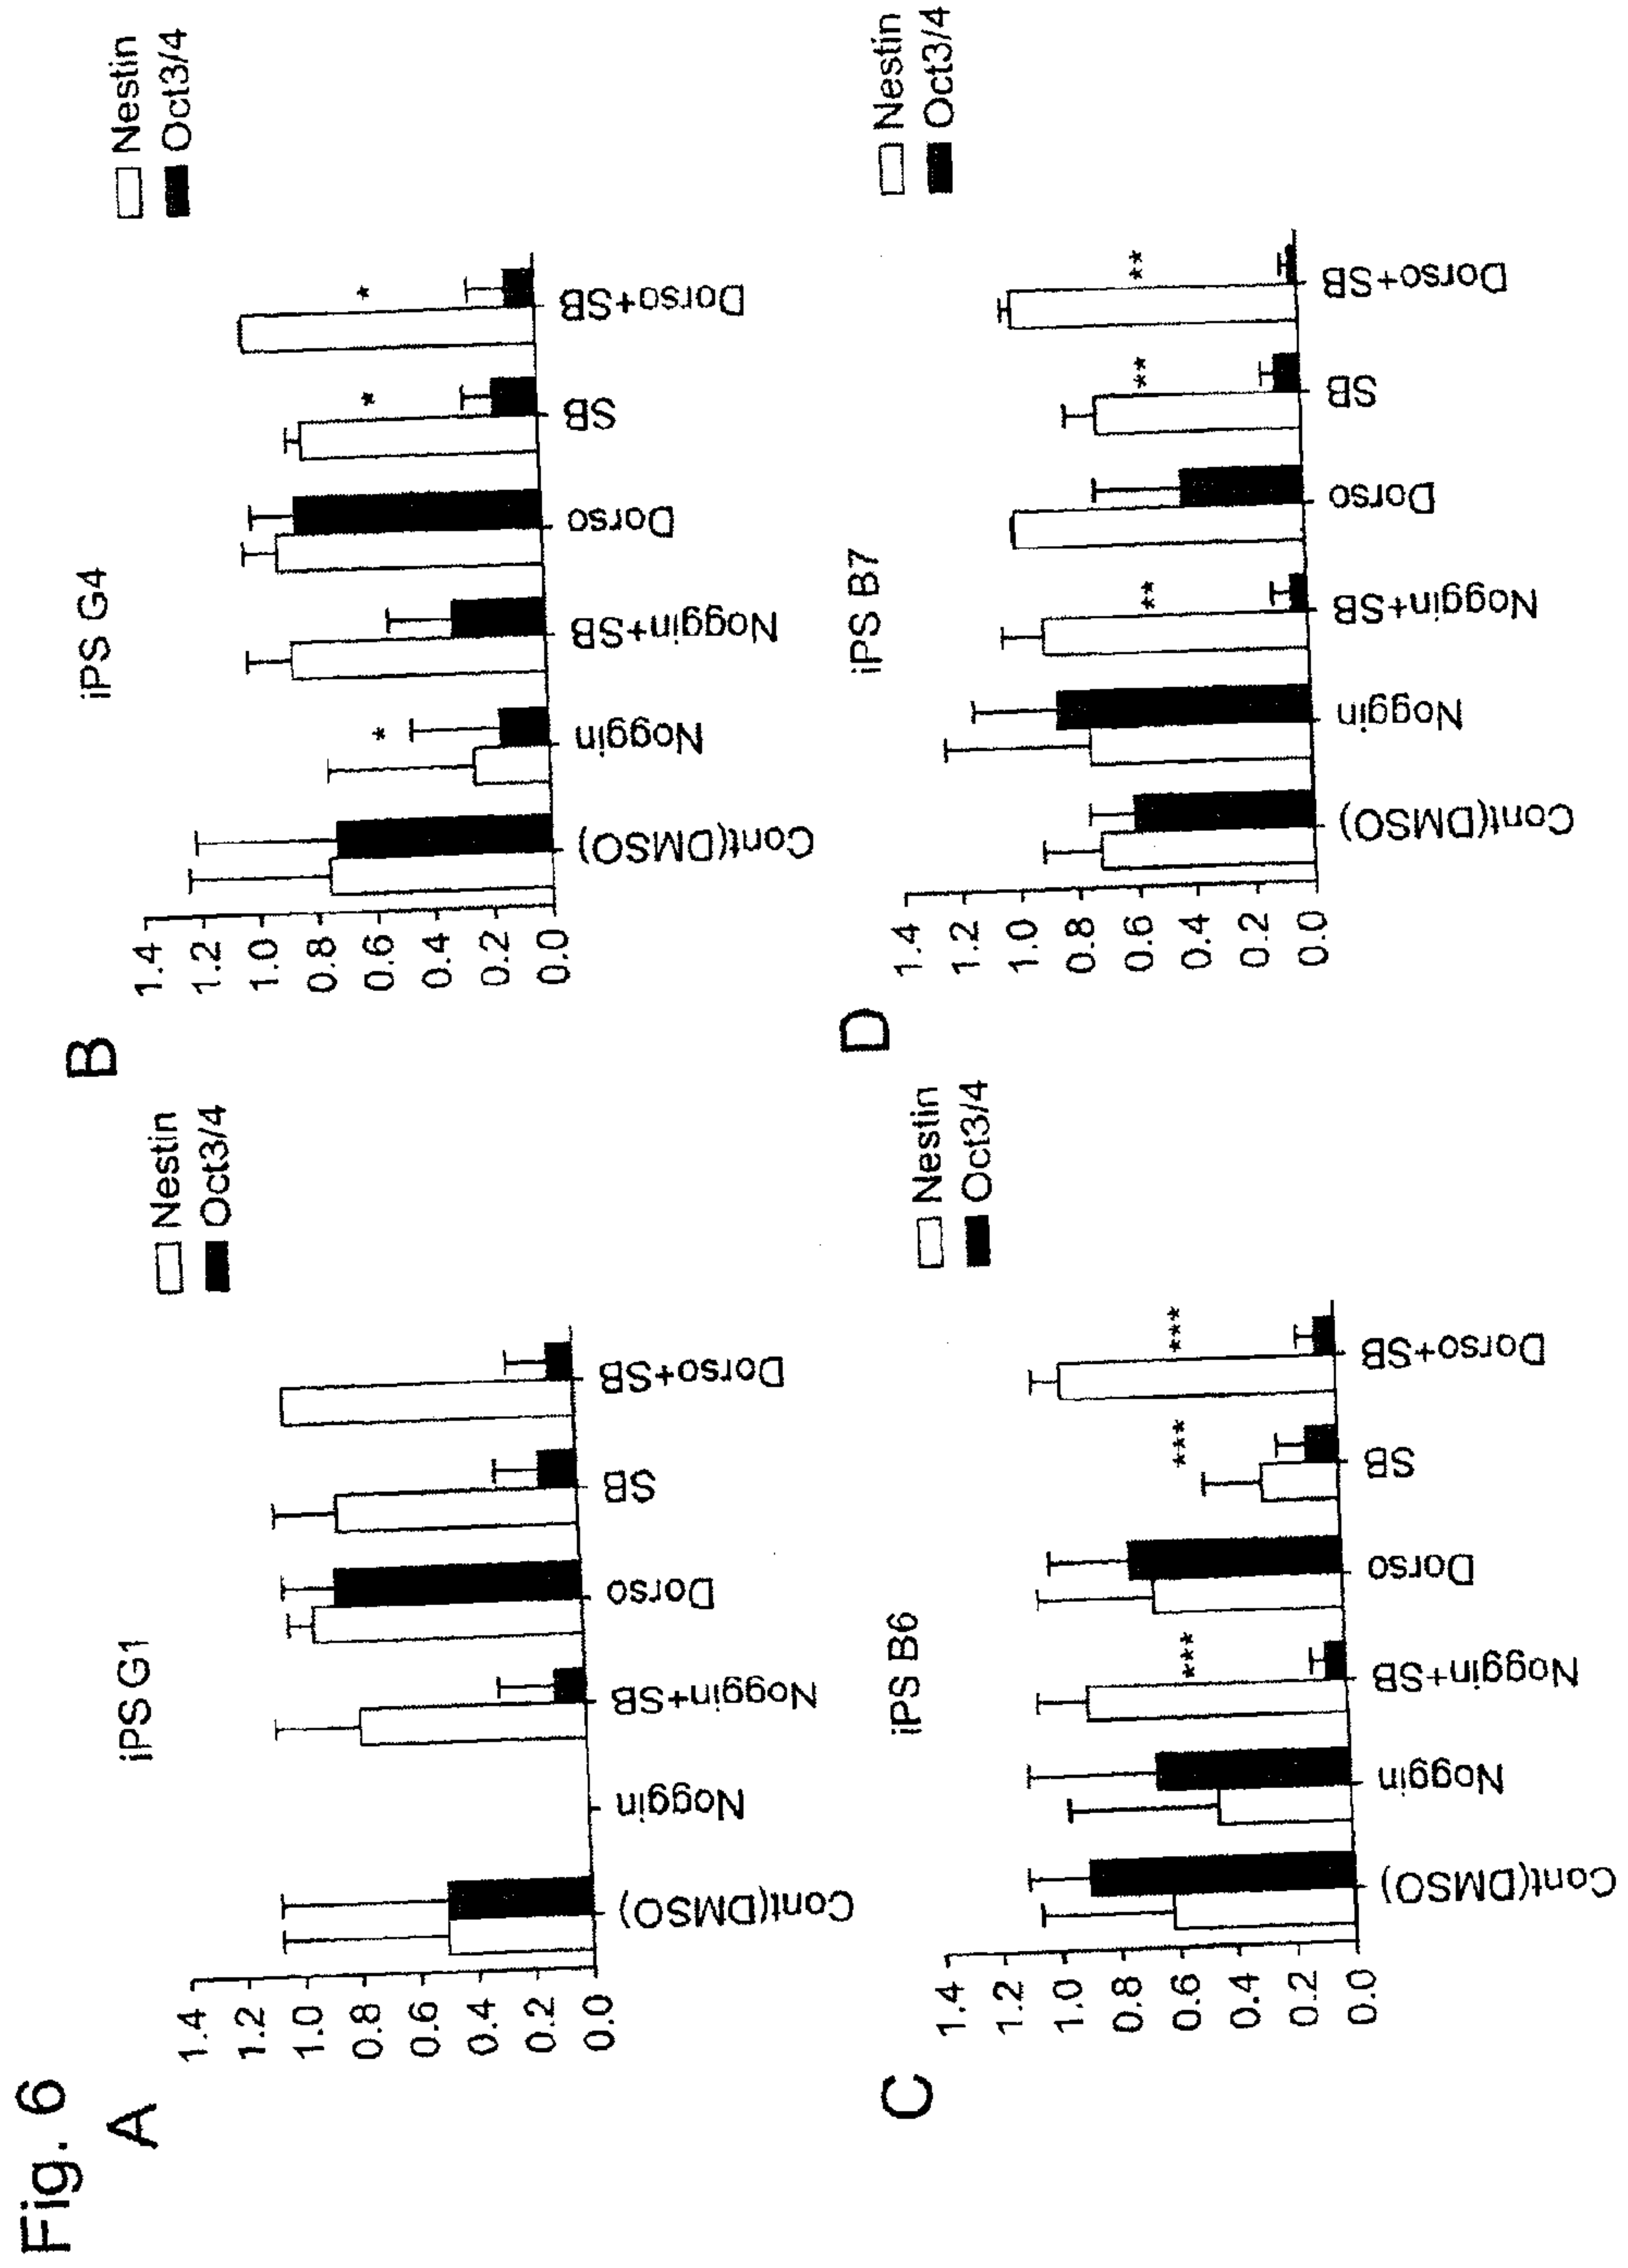 Fig. 6
A
iPS G1
Nestin
Oct3/4
1.4
1.2
1.0
0.8
0.6
0.4
0.2
0.0
Cont(DMSO)
Noggin
Noggin+SB
Dorso
SB
Dorso+SB
B
iPS G4
Nestin
Oct3/4
1.4
1.2
1.0
0.8
0.6
0.4
0.2
0.0
*
*
*
Cont(DMSO)
Noggin
Noggin+SB
Dorso
SB
Dorso+SB
C
iPS B6
Nestin
Oct3/4
1.4
1.2
1.0
0.8
0.6
0.4
0.2
0.0
***
***
***
Cont(DMSO)
Noggin
Noggin+SB
Dorso
SB
Dorso+SB
D
iPS B7
Nestin
Oct3/4
1.4
1.2
1.0
0.8
0.6
0.4
0.2
0.0
**
**
**
Cont(DMSO)
Noggin
Noggin+SB
Dorso
SB
Dorso+SB